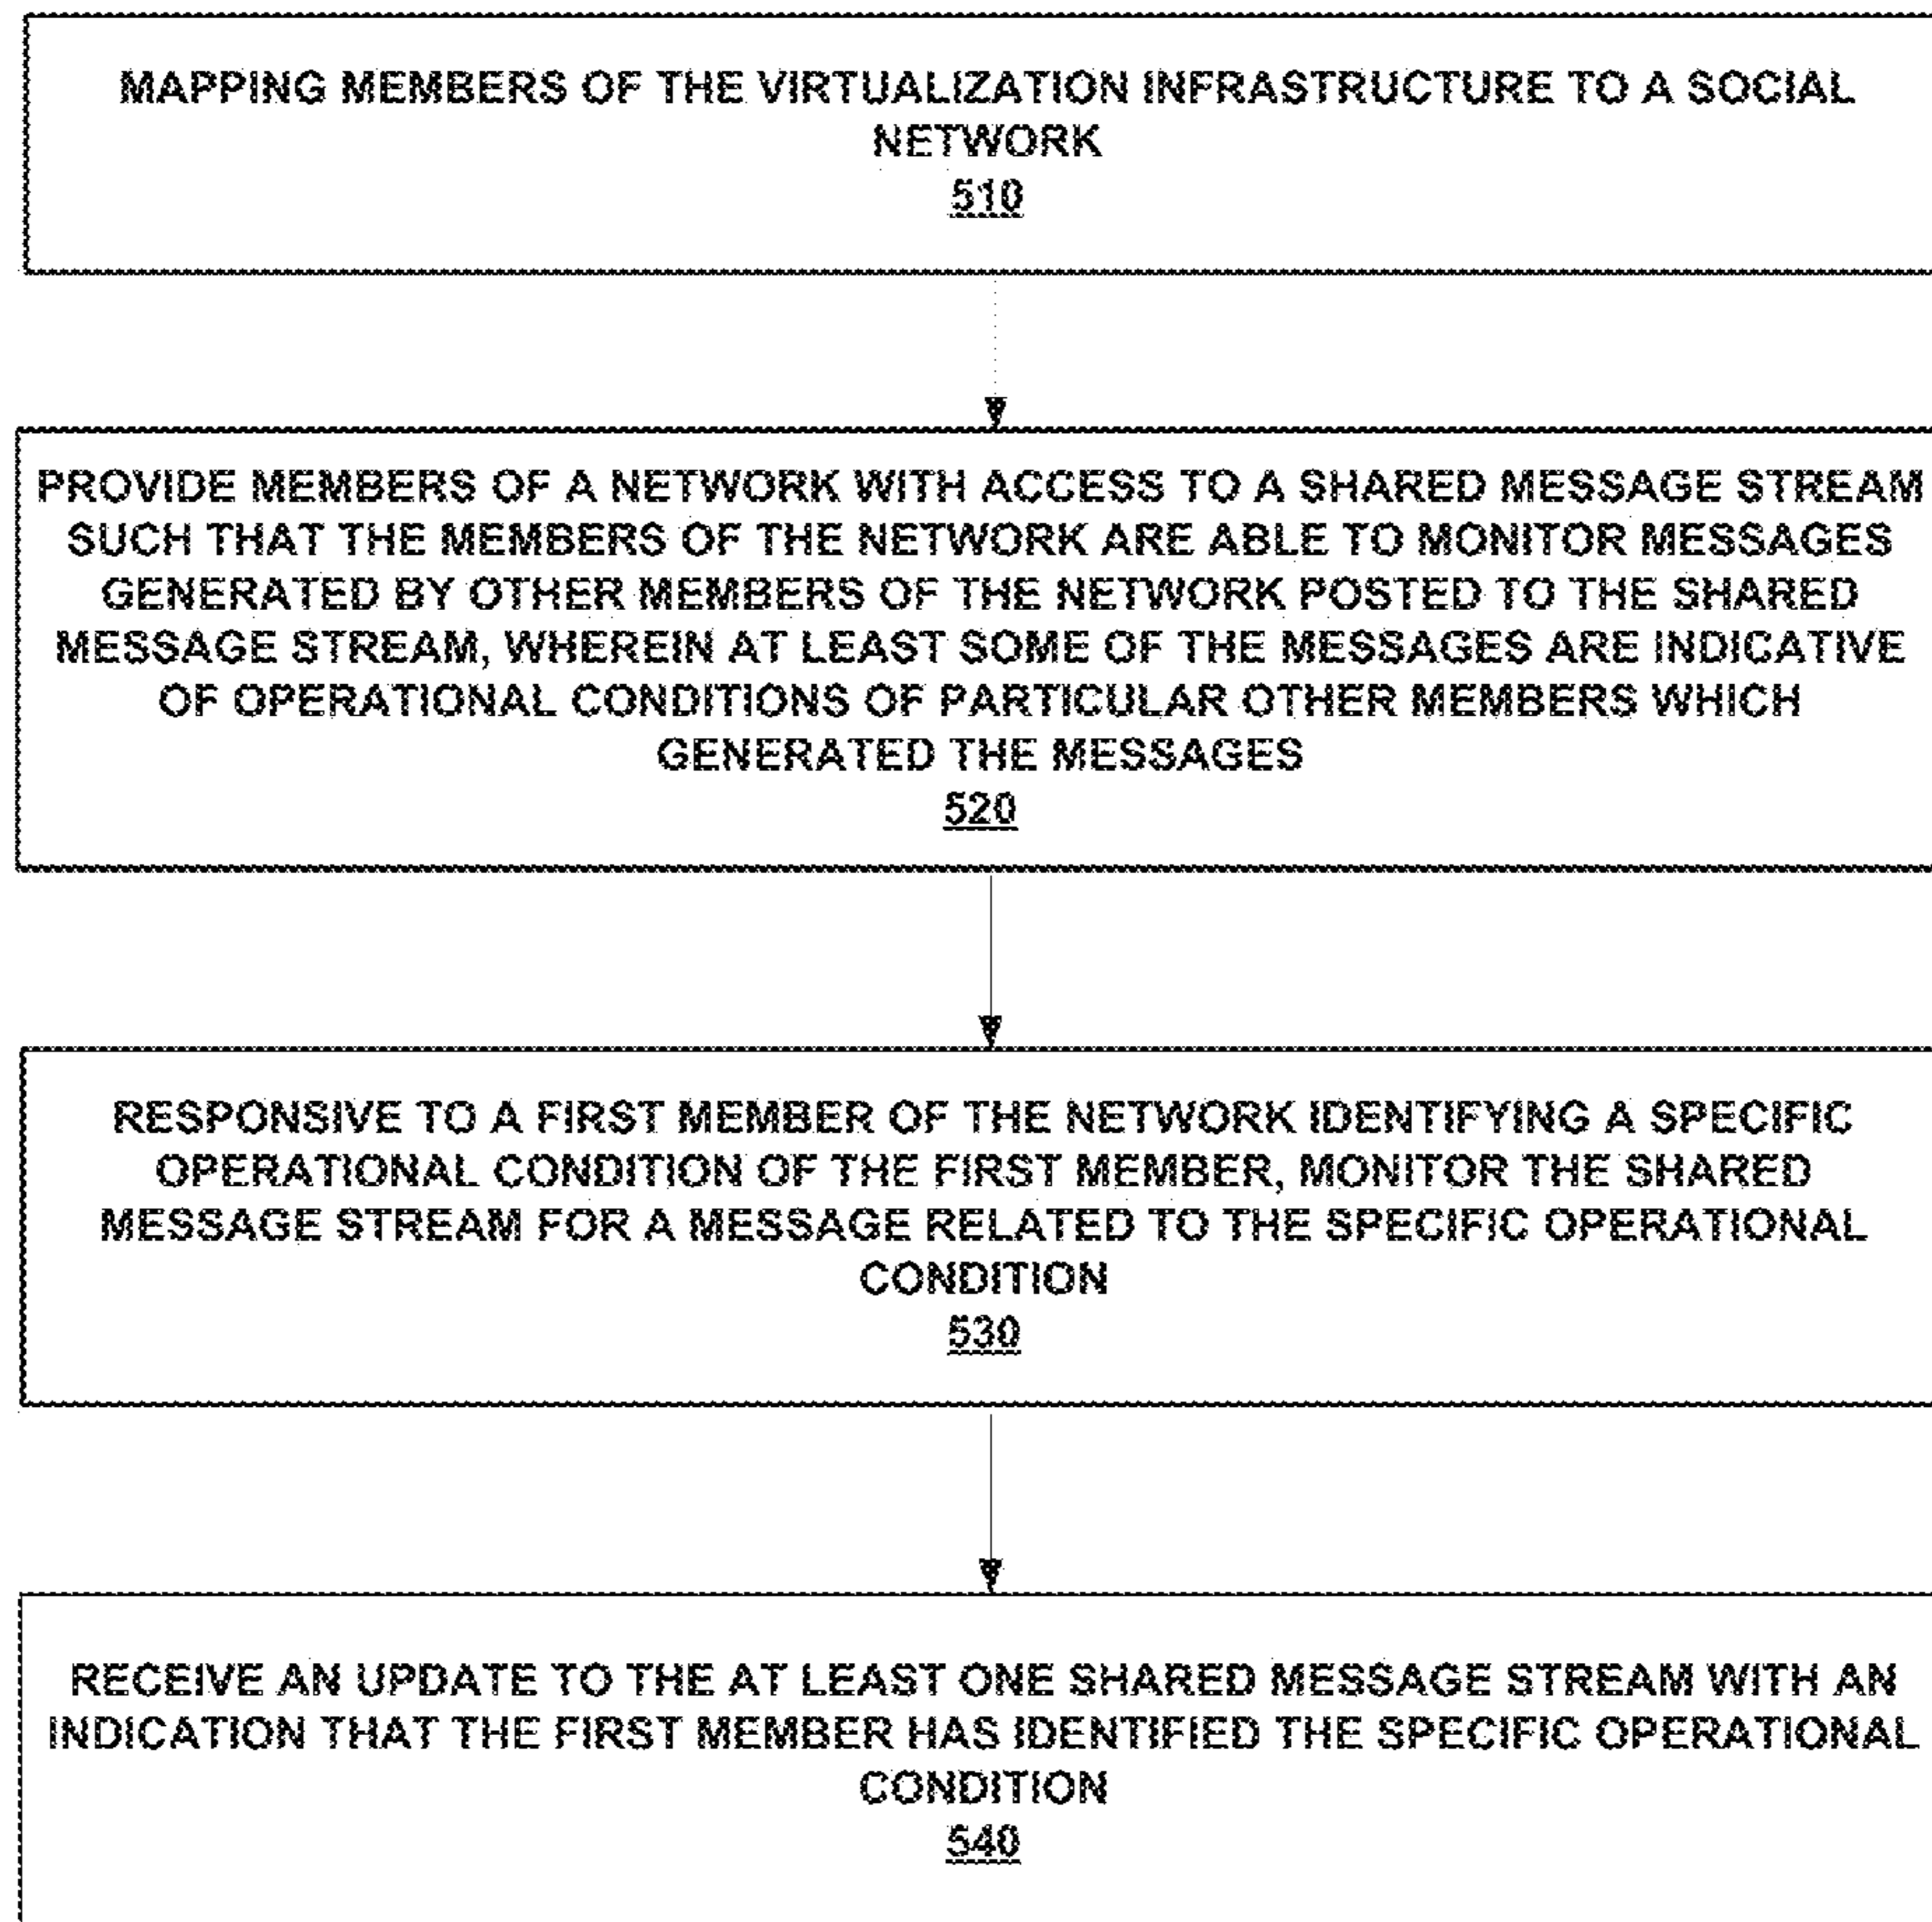 MAPPING MEMBERS OF THE VIRTUALIZATION INFRASTRUCTURE TO A SOCIAL
NETWORK
510
PROVIDE MEMBERS OF A NETWORK WITH ACCESS TO A SHARED MESSAGE STREAM
SUCH THAT THE MEMBERS OF THE NETWORK ARE ABLE TO MONITOR MESSAGES
GENERATED BY OTHER MEMBERS OF THE NETWORK POSTED TO THE SHARED
MESSAGE STREAM, WHEREIN AT LEAST SOME OF THE MESSAGES ARE INDICATIVE
OF OPERATIONAL CONDITIONS OF PARTICULAR OTHER MEMBERS WHICH
GENERATED THE MESSAGES
520
RESPONSIVE TO A FIRST MEMBER OF THE NETWORK IDENTIFYING A SPECIFIC
OPERATIONAL CONDITION OF THE FIRST MEMBER, MONITOR THE SHARED
MESSAGE STREAM FOR A MESSAGE RELATED TO THE SPECIFIC OPERATIONAL
CONDITION
530
RECEIVE AN UPDATE TO THE AT LEAST ONE SHARED MESSAGE STREAM WITH AN
INDICATION THAT THE FIRST MEMBER HAS IDENTIFIED THE SPECIFIC OPERATIONAL
CONDITION
540